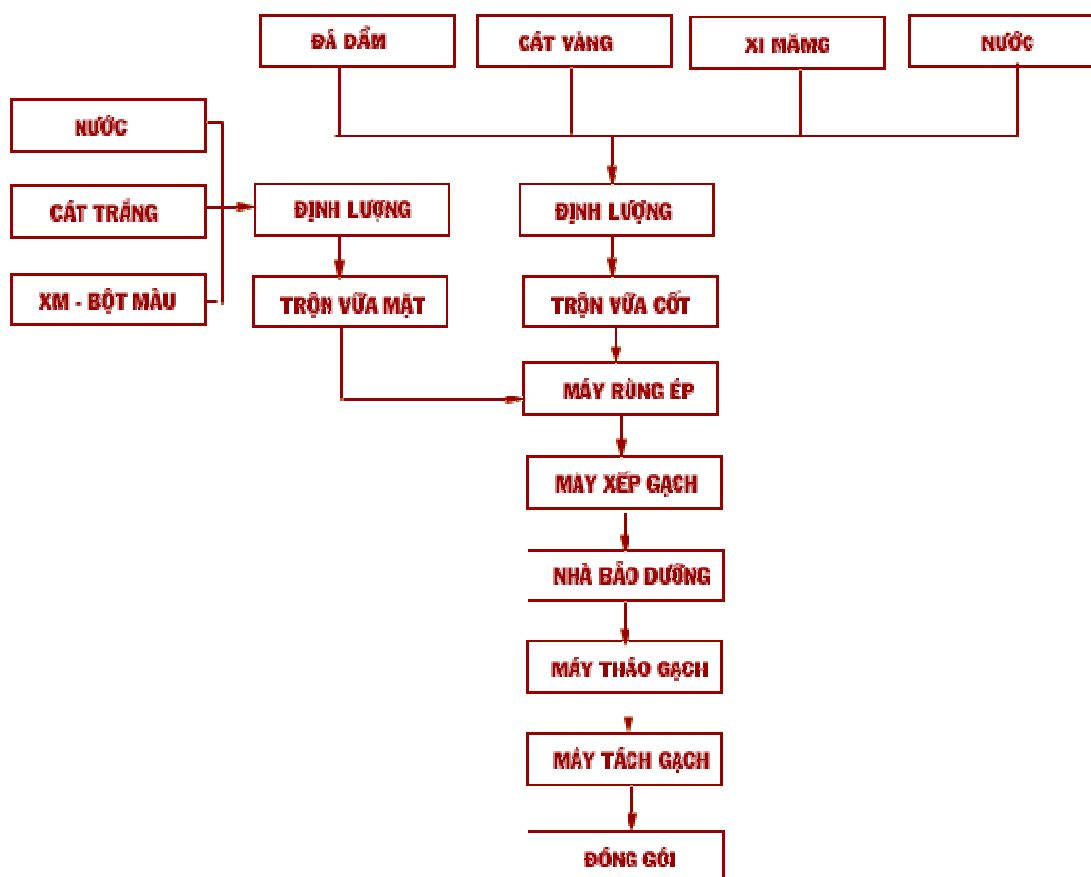 ĐÁ DĂM
CÁT VÀNG
XI MĂMG
NƯỚC
NƯỚC
CÁT TRẮNG
XM - BỘT MÀU
ĐỊNH LƯỢNG
ĐỊNH LƯỢNG
TRỘN VỮA MẶT
TRỘN VỮA CỐT
MÁY RÙNG ÉP
MÁY XẾP GẠCH
NHÀ BẢO DƯỠNG
MÁY THÁO GẠCH
MÁY TÁCH GẠCH
ĐÓNG GÓI